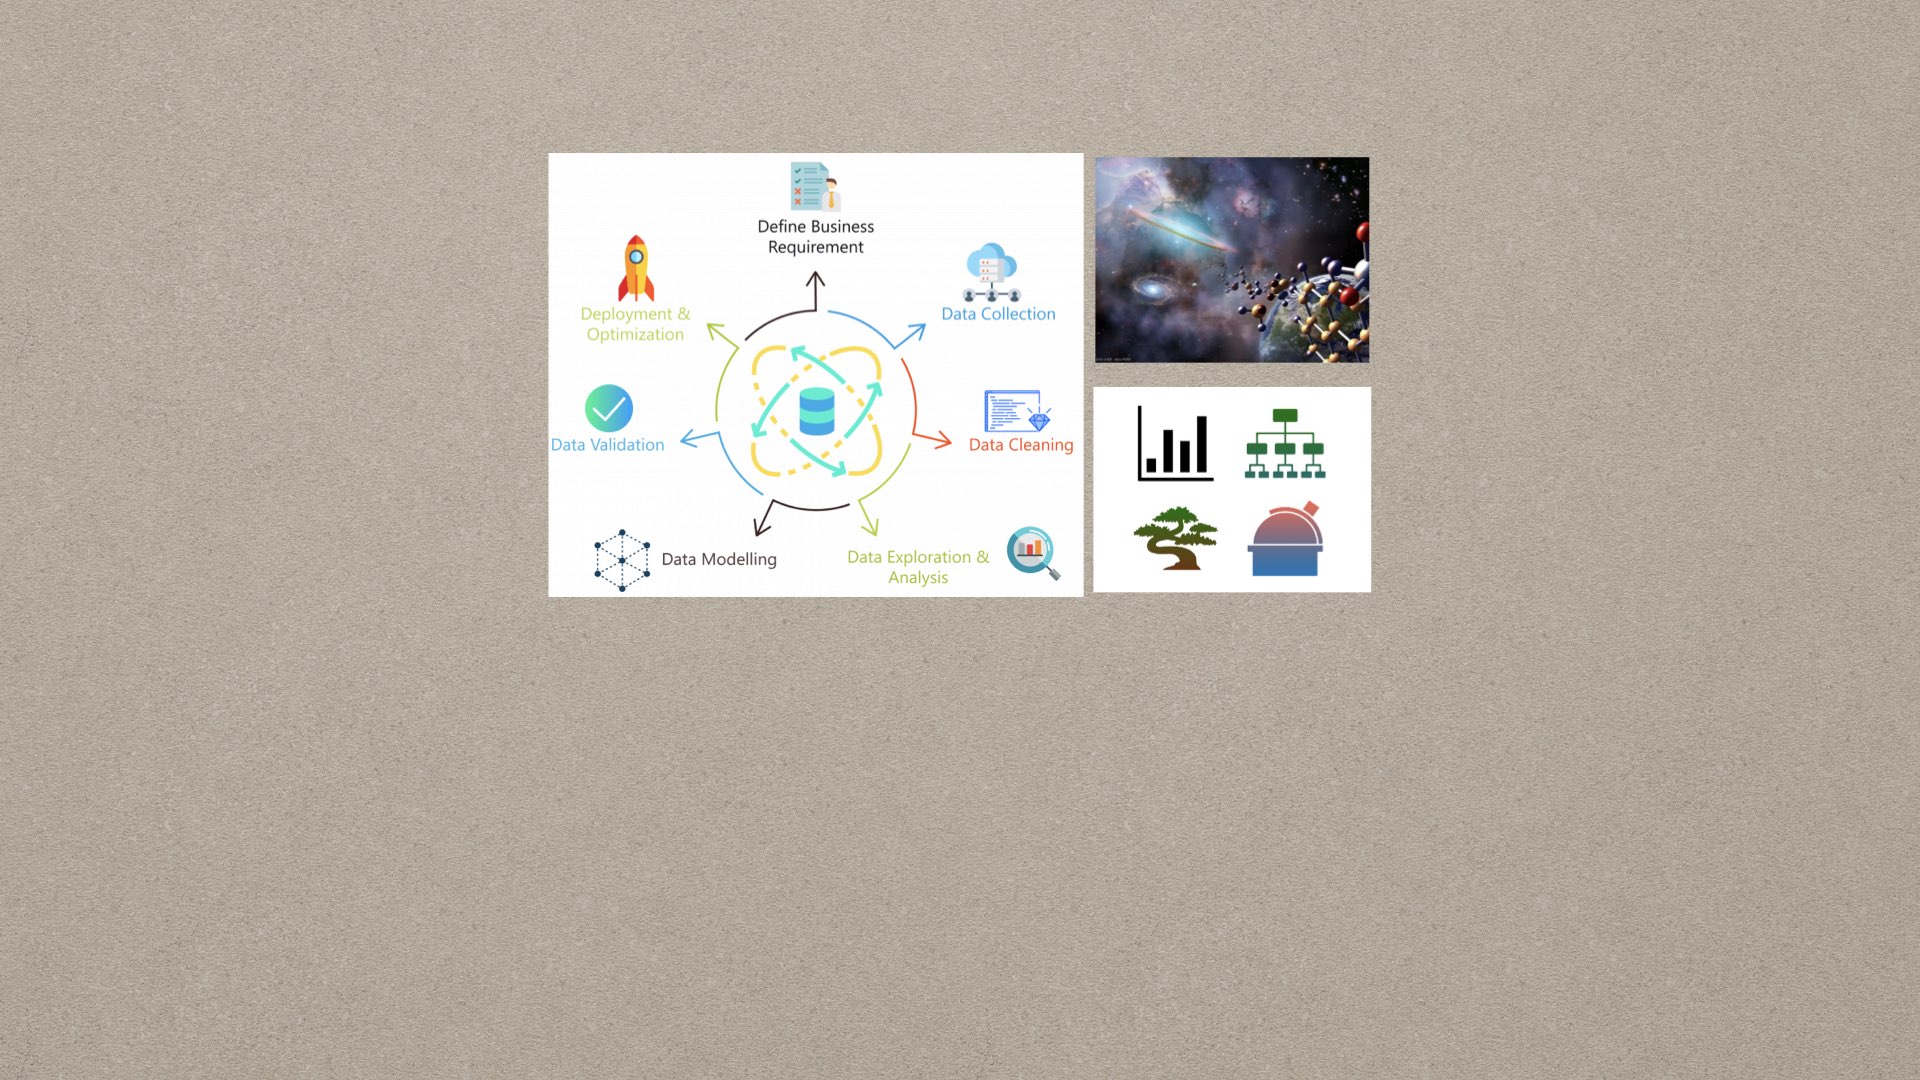 Define Business
Requirement
Data Collection
Data Cleaning
Data Exploration &
Analysis
Data Modelling
Data Validation
Deployment &
Optimization